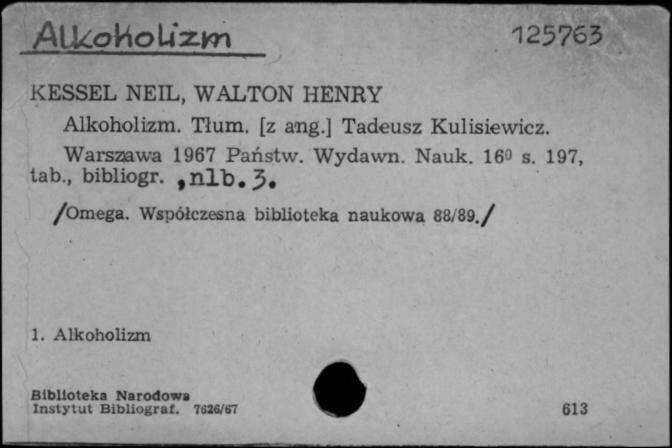 Alkoholizm 125763
KESSEL NEIL, WALTON HENRY
Alkoholizm. Tłum. [z ang.] Tadeusz Kulisiewicz.
Warszawa 1967 Państw. Wydawn. Nauk. 16⁰ s. 197,
tab., bibliogr. ,nlb.3.
/Omega. Współczesna biblioteka naukowa 88/89./
1. Alkoholizm
Biblioteka Narodowa
Instytut Bibliograf. 7626/67 613